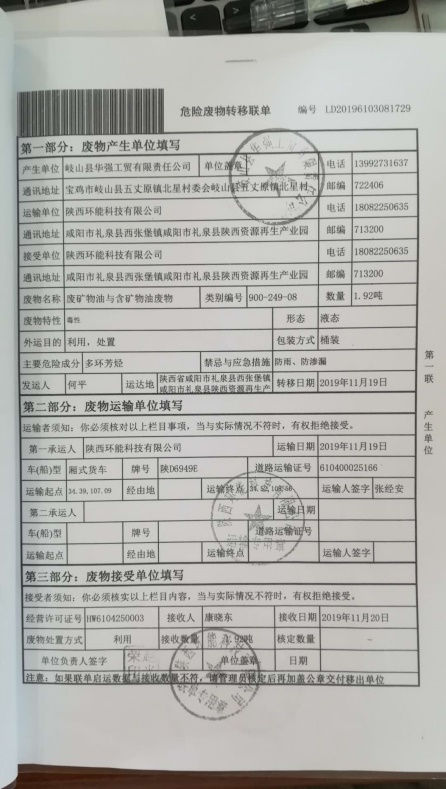 危险废物转移联单 编号 LD20196103081729
第一部分：废物产生单位填写
产生单位 岐山县华强工贸有限责任公司 单位盖章 电话 13992731637
通讯地址 宝鸡市岐山县五丈原镇北星村委会岐山县五丈原镇北星村 邮编 722406
运输单位 陕西环能科技有限公司 电话 18082250635
通讯地址 咸阳市礼泉县西张堡镇咸阳市礼泉县陕西资源再生产业园 邮编 713200
接受单位 陕西环能科技有限公司 电话 18082250635
通讯地址 咸阳市礼泉县西张堡镇咸阳市礼泉县陕西资源再生产业园 邮编 713200
废物名称 废矿物油与含矿物油废物 类别编号 900-249-08 数量 1.92吨
废物特性 毒性 形态 液态
外运目的 利用，处置 包装方式 桶装
主要危险成分 多环芳烃 禁忌与应急措施 防雨、防渗漏
发运人 何平 运达地 陕西省咸阳市礼泉县西张堡镇咸阳市礼泉县陕西资源再生产 转移日期 2019年11月19日
第二部分：废物运输单位填写
运输者须知：你必须核对以上栏目事项，当与实际情况不符时，有权拒绝接受。
第一承运人 陕西环能科技有限公司 运输日期 2019年11月19日
车(船)型 厢式货车 牌号 陕D6949E 道路运输证号 610400025166
运输起点 34.39,107.09 经由地 运输终点 运输人签字 张经安
第二承运人 运输日期
车(船)型 牌号 道路运输证号
运输起点 经由地 运输终点 运输人签字
第三部分：废物接受单位填写
接受者须知：你必须核实以上栏目内容，当与实际情况不符时，有权拒绝接受。
经营许可证号 HW6104250003 接收人 康晓东 接收日期 2019年11月20日
废物处置方式 利用 接收数量 1.92吨 核定数量 -
单位负责人签字 单位盖章 日期
注意：如果联单启运数据与接收数量不符，请管理员核定后再加盖公章交付移出单位
第一联 产生单位